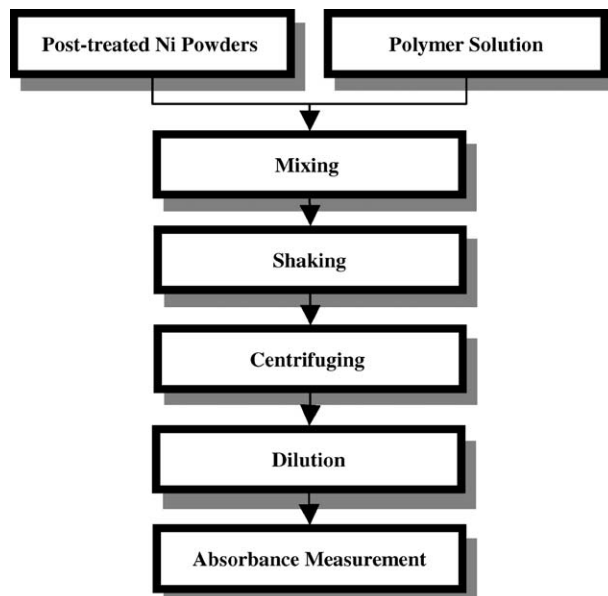 Post-treated Ni Powders
Polymer Solution
Mixing
Shaking
Centrifuging
Dilution
Absorbance Measurement